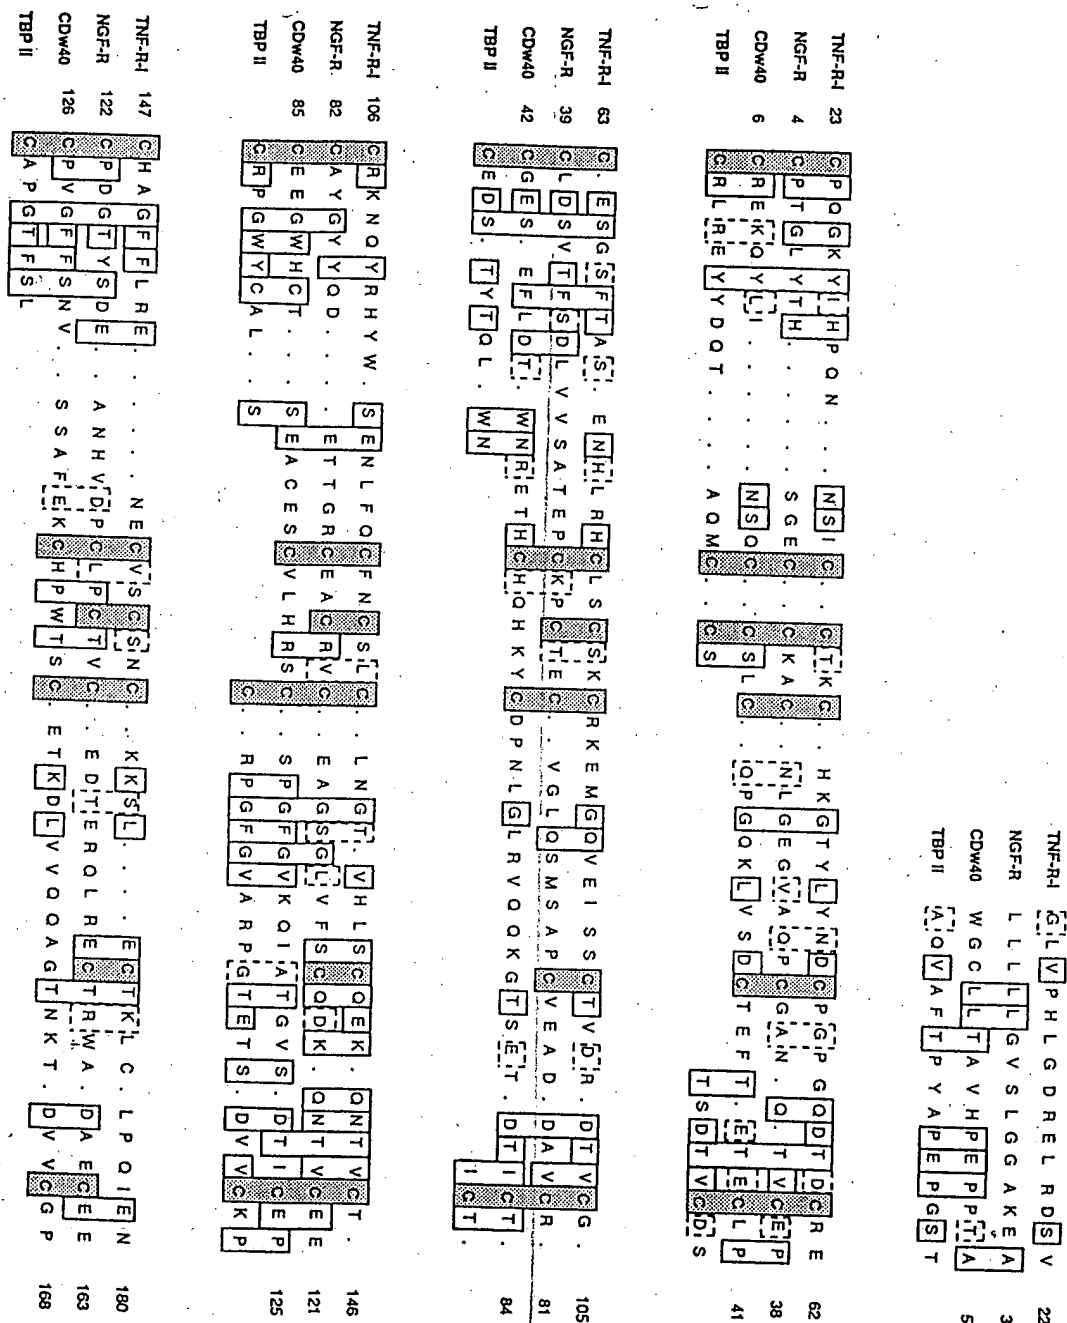 TNF-R-I G L V P H L G D R E L R D S V 22
NGF-R L L L L L G V S L G G A K E A 3
CDw40 W G C L L T A V H P E P P T A 5
TBP II A Q V A F T P Y A P E P G S T
TNF-R-I 23 C P Q G K Y I H P Q N . . . N S I C . . C T K C . . H K G T Y L Y N D C P G P G Q D T D C R E 62
NGF-R 4 C P T G L Y T H . . . . . . S G E C . . C K A C . . N L G E G V A Q P C G A N . Q . T V C E P 38
CDw40 6 C R E K Q Y L I . . . . . . N S Q C . . C S L C . . Q P G Q K L V S D C T E F T . E T E C L P 41
TBP II C R L R E Y Y D Q T . . . . A Q M C . . C S T S D T V C D S
TNF-R-I 63 C . E S G S F T A S . E N H L R H C L S C S K C R K E M G Q V E I S S C T V D R . D T V C G 105
NGF-R 39 C L D S V T F S D L V V S A T E P C K P C T E C . . V G L Q S M S A P C V E A D . D A V C R . 81
CDw40 42 C G E S . E F L D T . W N R E T H C H Q H K Y C D P N L G L R V Q Q K G T S E T . D T I C T . 84
TBP II C E D S . T Y T Q L . W N I C T .
TNF-R-I 106 C R K N Q Y R H Y W . S E N L F Q C F N C S L C . . L N G T . V H L S C Q E K . Q N T V C T . 146
NGF-R 82 C A Y G Y Y Q D . . . . E T T G R C E A C R V C . . E A G S G L V F S C Q D K . Q N T V C E E 121
CDw40 85 C E E G W H C T . . . S E A C E S C V L H R S C . . S P G F G V K Q I A T G V S . D T I C E P 125
TBP II C R P G W Y C A L . . S C . . R P G F G V A R P G T E T S . D V V C K P
TNF-R-I 147 C H A G F F L R E . . . . . . N E C V S C S N C . . K K S L . . . . E C T K L C . L P Q I E N 180
NGF-R 122 C P D G T Y S D E . . A N H V D P C L P C T V C . . E D T E R Q L R E C T R W A . D A E C E E 163
CDw40 126 C P V G F F S N V . . S S A F E K C H P W T S C . E T K D L V V Q Q A G T N K T . D V V C G P 168
TBP II C A P G T F S L